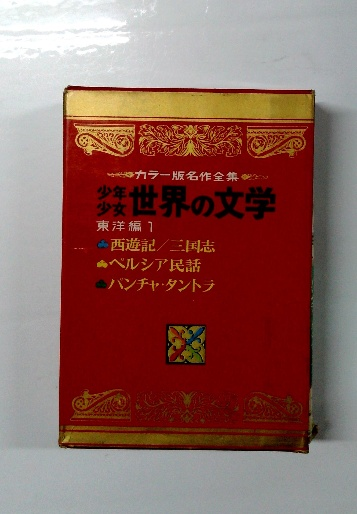 カラー版名作全集
少年少女 世界の文学
東洋編1
西遊記/三国志
ペルシア民話
パンチャ・タントラ